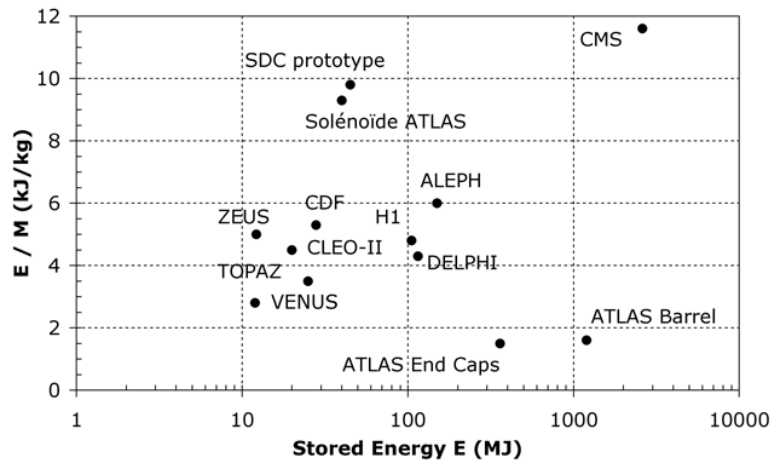 12
CMS
SDC prototype
10
Solénoïde ATLAS
8
E / M (kJ/kg)
ALEPH
6
CDF
ZEUS
H1
CLEO-II
DELPHI
4
TOPAZ
VENUS
ATLAS Barrel
2
ATLAS End Caps
0
1 10 100 1000 10000
Stored Energy E (MJ)